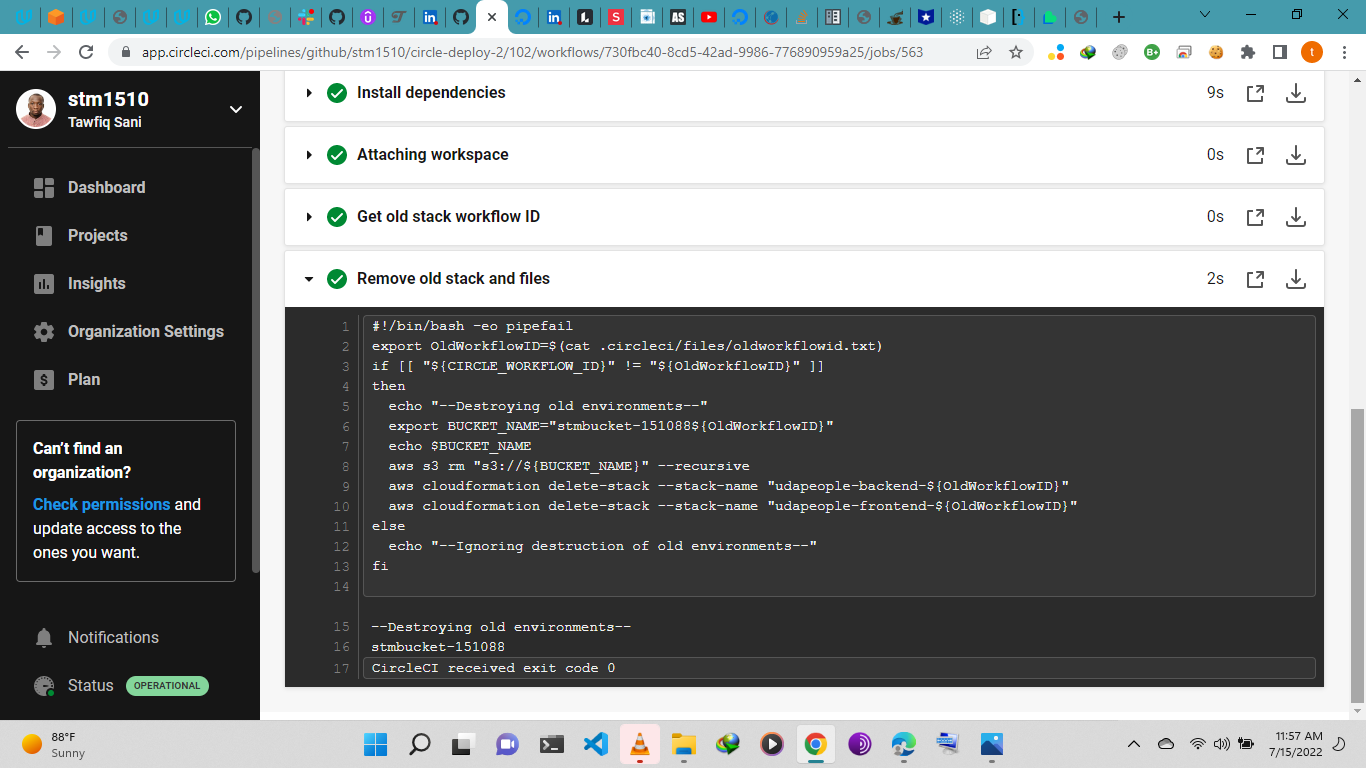 app.circleci.com/pipelines/github/stm1510/circle-deploy-2/102/workflows/730fbc40-8cd5-42ad-9986-776890959a25/jobs/563
stm1510
Tawfiq Sani
Dashboard
Projects
Insights
Organization Settings
Plan
Can't find an
organization?
Check permissions and
update access to the
ones you want.
Notifications
Status OPERATIONAL
Install dependencies 9s
Attaching workspace 0s
Get old stack workflow ID 0s
Remove old stack and files 2s
1 #!/bin/bash -eo pipefail
2 export OldWorkflowID=$(cat .circleci/files/oldworkflowid.txt)
3 if [[ "${CIRCLE_WORKFLOW_ID}" != "${OldWorkflowID}" ]]
4 then
5 echo "--Destroying old environments--"
6 export BUCKET_NAME="stmbucket-151088${OldWorkflowID}"
7 echo $BUCKET_NAME
8 aws s3 rm "s3://${BUCKET_NAME}" --recursive
9 aws cloudformation delete-stack --stack-name "udapeople-backend-${OldWorkflowID}"
10 aws cloudformation delete-stack --stack-name "udapeople-frontend-${OldWorkflowID}"
11 else
12 echo "--Ignoring destruction of old environments--"
13 fi
14
15 --Destroying old environments--
16 stmbucket-151088
17 CircleCI received exit code 0
88°F
Sunny
11:57 AM
7/15/2022